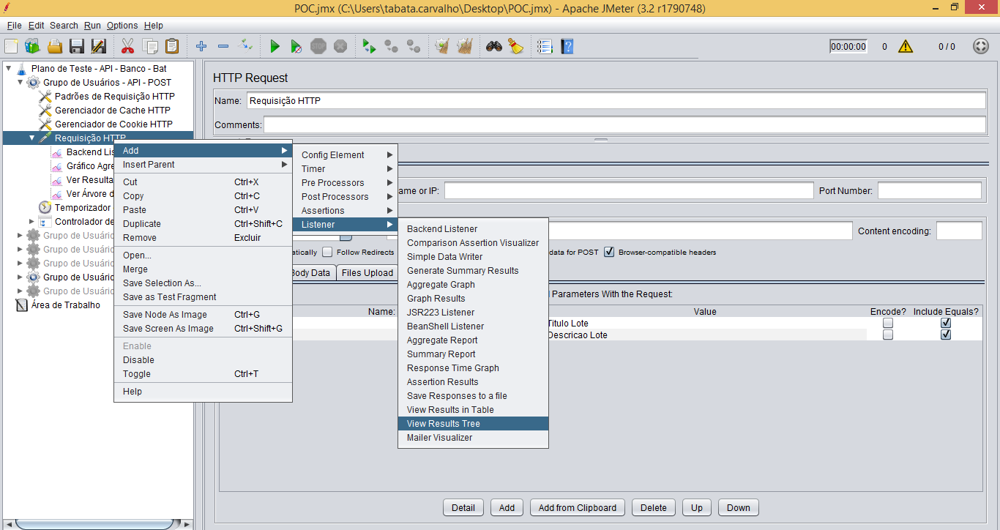 POC.jmx (C:\Users\tabata.carvalho\Desktop\POC.jmx) - Apache JMeter (3.2 r1790748)
File Edit Search Run Options Help
00:00:00 0 0 / 0
Plano de Teste - API - Banco - Bat
Grupo de Usuários - API - POST
Padrões de Requisição HTTP
Gerenciador de Cache HTTP
Gerenciador de Cookie HTTP
Requisição HTTP
Backend Lis
Gráfico Agre
Ver Resulta
Ver Árvore d
Temporizador
Controlador de
Grupo de Usuário
Grupo de Usuário
Grupo de Usuário
Grupo de Usuário
Grupo de Usuário
Área de Trabalho
Add
Insert Parent
Cut Ctrl+X
Copy Ctrl+C
Paste Ctrl+V
Duplicate Ctrl+Shift+C
Remove Excluir
Open...
Merge
Save Selection As...
Save as Test Fragment
Save Node As Image Ctrl+G
Save Screen As Image Ctrl+Shift+G
Enable
Disable
Toggle Ctrl+T
Help
Config Element
Timer
Pre Processors
Post Processors
Assertions
Listener
Backend Listener
Comparison Assertion Visualizer
Simple Data Writer
Generate Summary Results
Aggregate Graph
Graph Results
JSR223 Listener
BeanShell Listener
Aggregate Report
Summary Report
Response Time Graph
Assertion Results
Save Responses to a file
View Results in Table
View Results Tree
Mailer Visualizer
HTTP Request
Name: Requisição HTTP
Comments:
ame or IP: Port Number:
Content encoding:
atically Follow Redirects data for POST Browser-compatible headers
Body Data Files Upload
Parameters With the Request:
Name: Value Encode? Include Equals?
Titulo Lote
Descricao Lote
Detail Add Add from Clipboard Delete Up Down